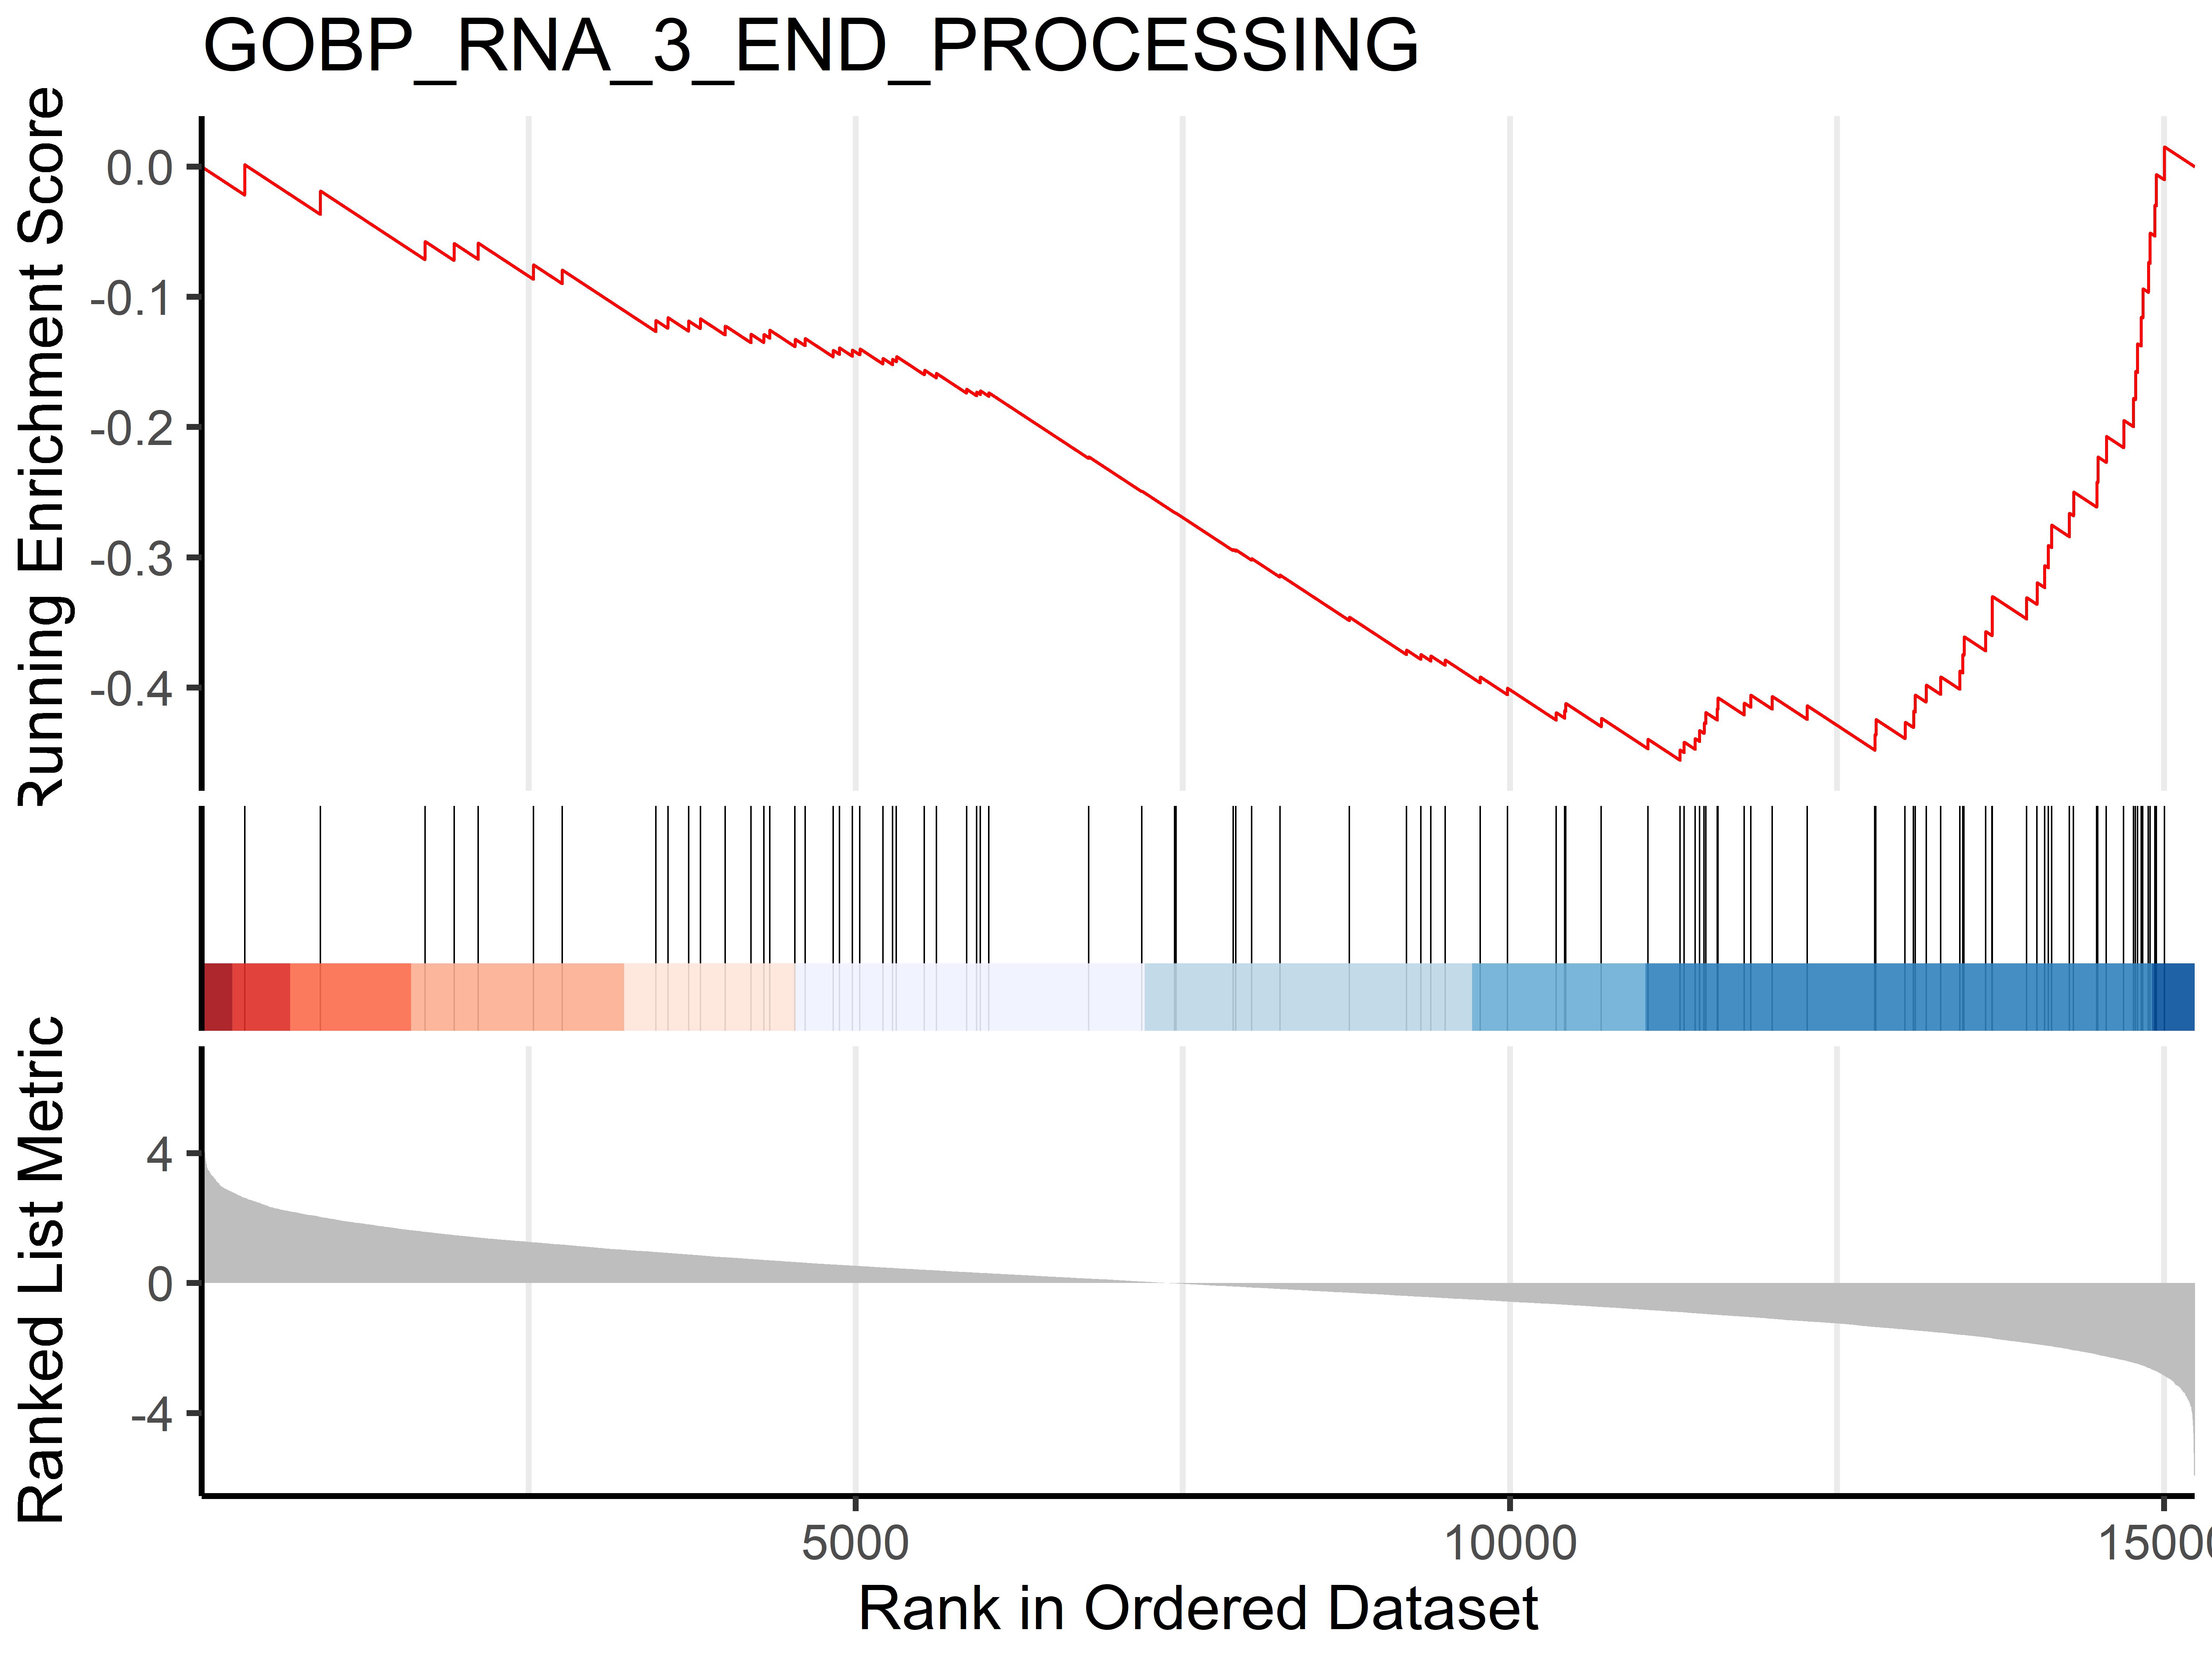 GOBP_RNA_3_END_PROCESSING
Running Enrichment Score
0.0
-0.1
-0.2
-0.3
-0.4
Ranked List Metric
4
0
-4
5000
10000
15000
Rank in Ordered Dataset